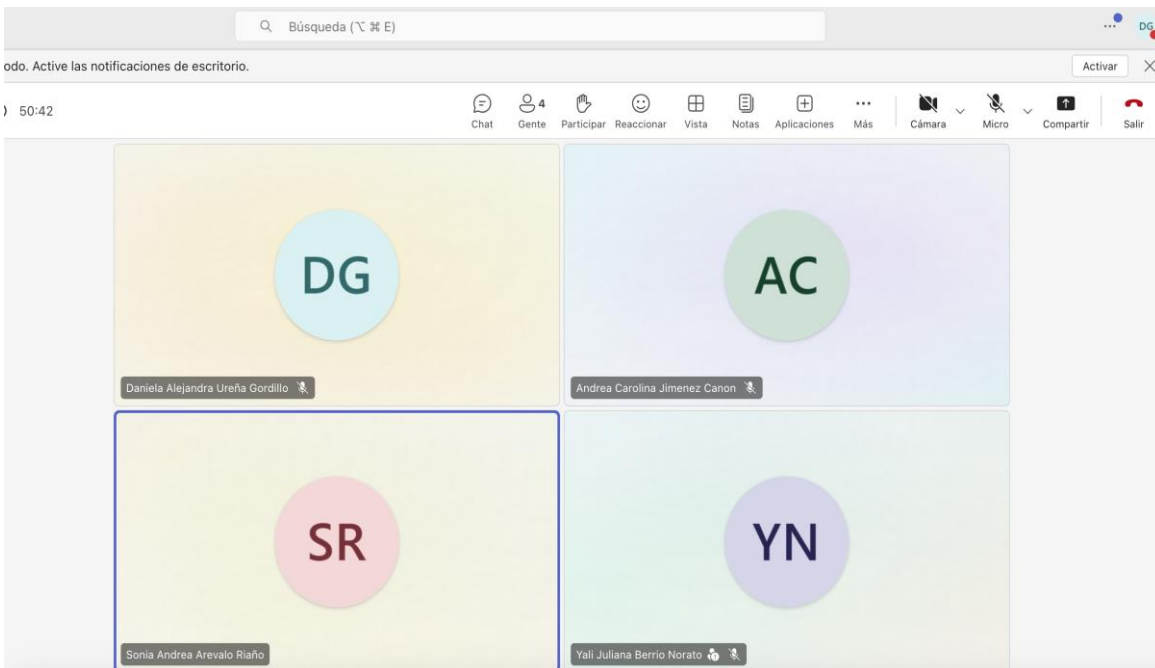 Búsqueda (⌥ ⌘ E)
DG
odo. Active las notificaciones de escritorio.
Activar
) 50:42
4
Chat
Gente
Participar
Reaccionar
Vista
Notas
Aplicaciones
Más
Cámara
Micro
Compartir
Salir
DG
Daniela Alejandra Ureña Gordillo
AC
Andrea Carolina Jimenez Canon
SR
Sonia Andrea Arevalo Riaño
YN
Yali Juliana Berrio Norato